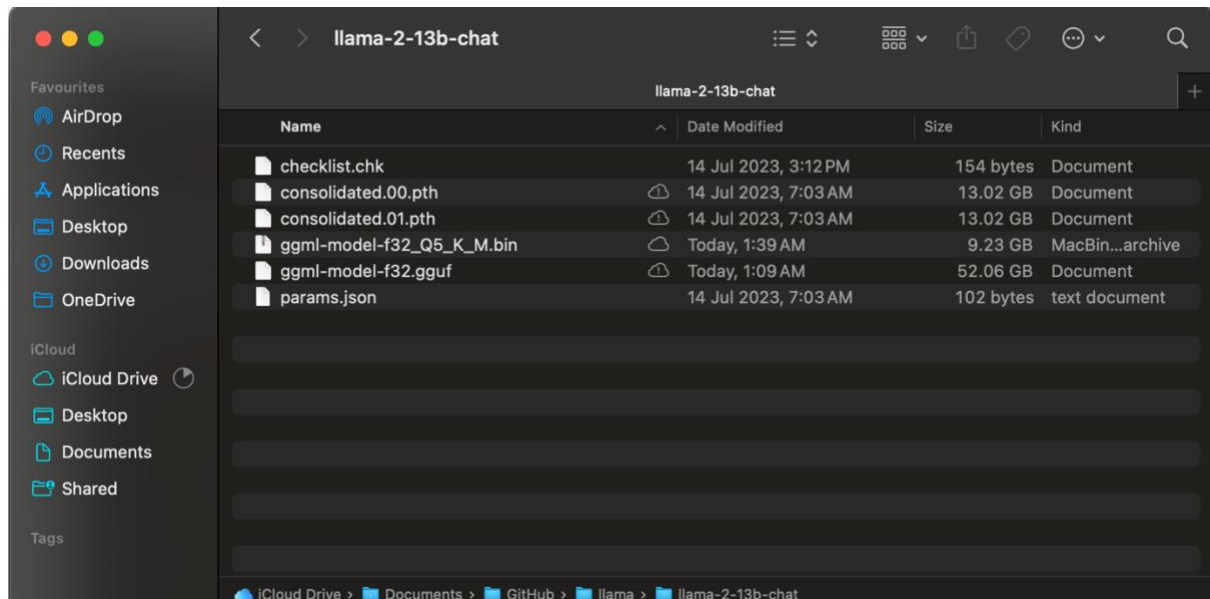 llama-2-13b-chat
Favourites
AirDrop
Recents
Applications
Desktop
Downloads
OneDrive
iCloud
iCloud Drive
Desktop
Documents
Shared
Tags
llama-2-13b-chat
Name Date Modified Size Kind
checklist.chk 14 Jul 2023, 3:12 PM 154 bytes Document
consolidated.00.pth 14 Jul 2023, 7:03 AM 13.02 GB Document
consolidated.01.pth 14 Jul 2023, 7:03 AM 13.02 GB Document
ggml-model-f32_Q5_K_M.bin Today, 1:39 AM 9.23 GB MacBin...archive
ggml-model-f32.gguf Today, 1:09 AM 52.06 GB Document
params.json 14 Jul 2023, 7:03 AM 102 bytes text document
iCloud Drive › Documents › GitHub › llama › llama-2-13b-chat